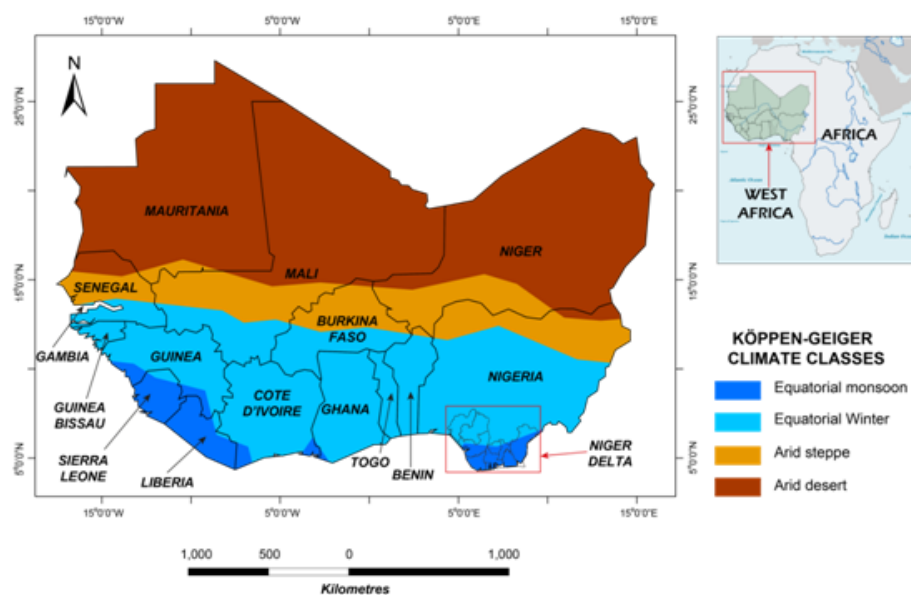 15°0'0"W
5°0'0"W
5°0'0"E
15°0'0"E
N
25°0'0"N
25°0'0"N
15°0'0"N
15°0'0"N
5°0'0"N
5°0'0"N
MAURITANIA
MALI
NIGER
SENEGAL
BURKINA
FASO
GAMBIA
GUINEA
NIGERIA
GUINEA
BISSAU
COTE
D'IVOIRE
GHANA
SIERRA
LEONE
LIBERIA
TOGO
BENIN
NIGER
DELTA
15°0'0"W
5°0'0"W
5°0'0"E
15°0'0"E
1,000
500
0
1,000
Kilometres
AFRICA
WEST
AFRICA
KÖPPEN-GEIGER
CLIMATE CLASSES
Equatorial monsoon
Equatorial Winter
Arid steppe
Arid desert